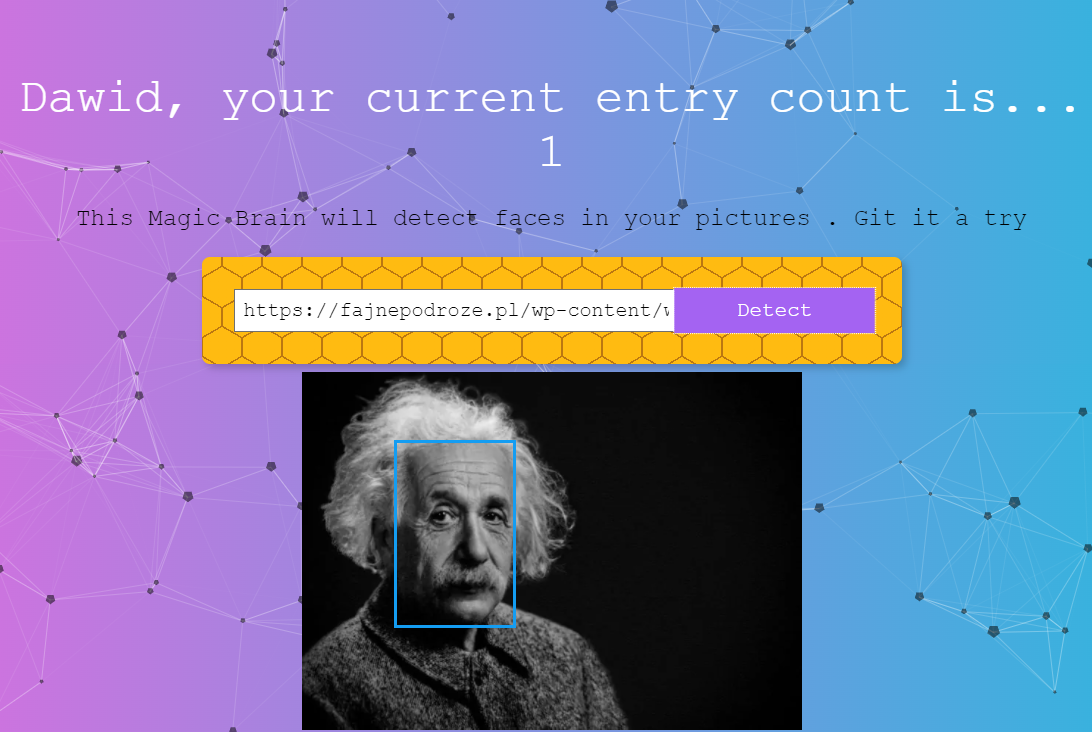 Dawid, your current entry count is...
1
This Magic Brain will detect faces in your pictures . Git it a try
https://fajnepodroze.pl/wp-content/ Detect